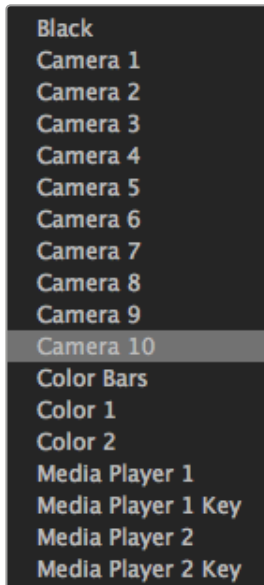 Black
Camera 1
Camera 2
Camera 3
Camera 4
Camera 5
Camera 6
Camera 7
Camera 8
Camera 9
Camera 10
Color Bars
Color 1
Color 2
Media Player 1
Media Player 1 Key
Media Player 2
Media Player 2 Key